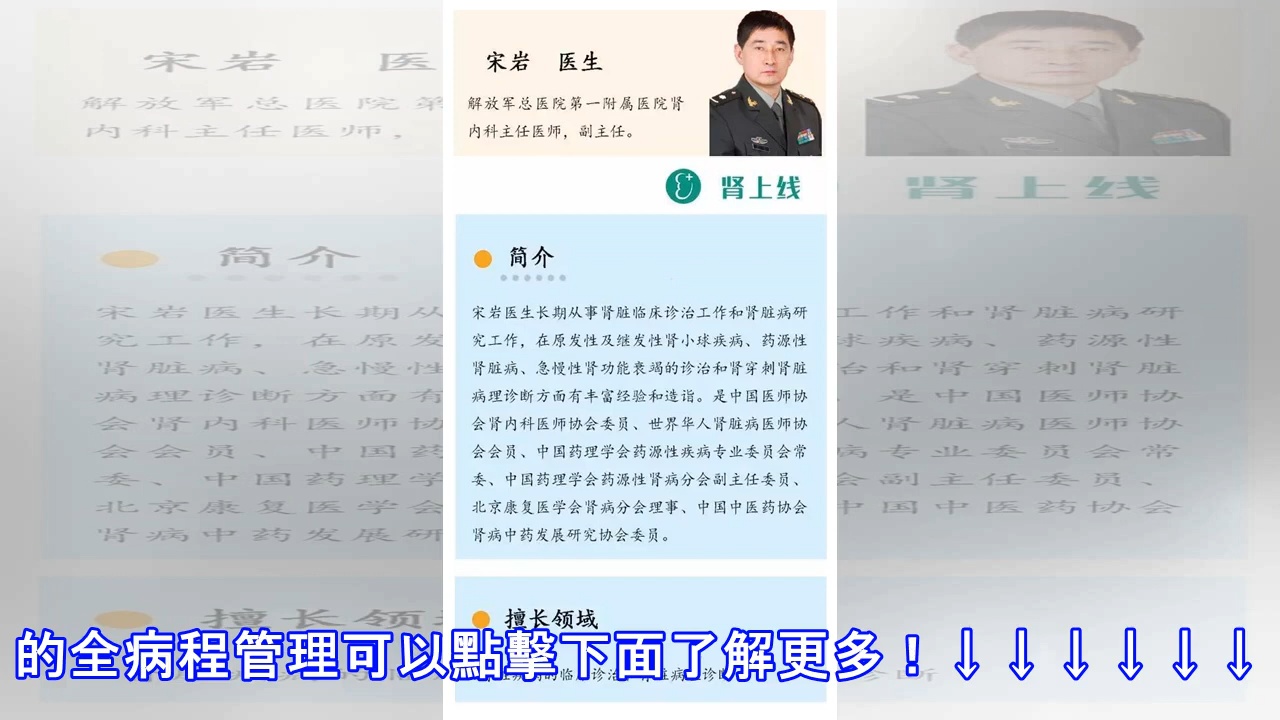 宋岩 医生
解放军总医院第一附属医院肾
内科主任医师，副主任。
肾上线
简介
宋岩医生长期从事肾脏临床诊治工作和肾脏病研
究工作，在原发性及继发性肾小球疾病、药源性
肾脏病、急慢性肾功能衰竭的诊治和肾穿刺肾脏
病理诊断方面有丰富经验和造诣。是中国医师协
会肾内科医师协会委员、世界华人肾脏病医师协
会会员、中国药理学会药源性疾病专业委员会常
委、中国药理学会药源性肾病分会副主任委员、
北京康复医学会肾病分会理事、中国中医药协会
肾病中药发展研究协会委员。
擅长领域
的全病程管理可以點擊下面了解更多！↓↓↓↓↓↓